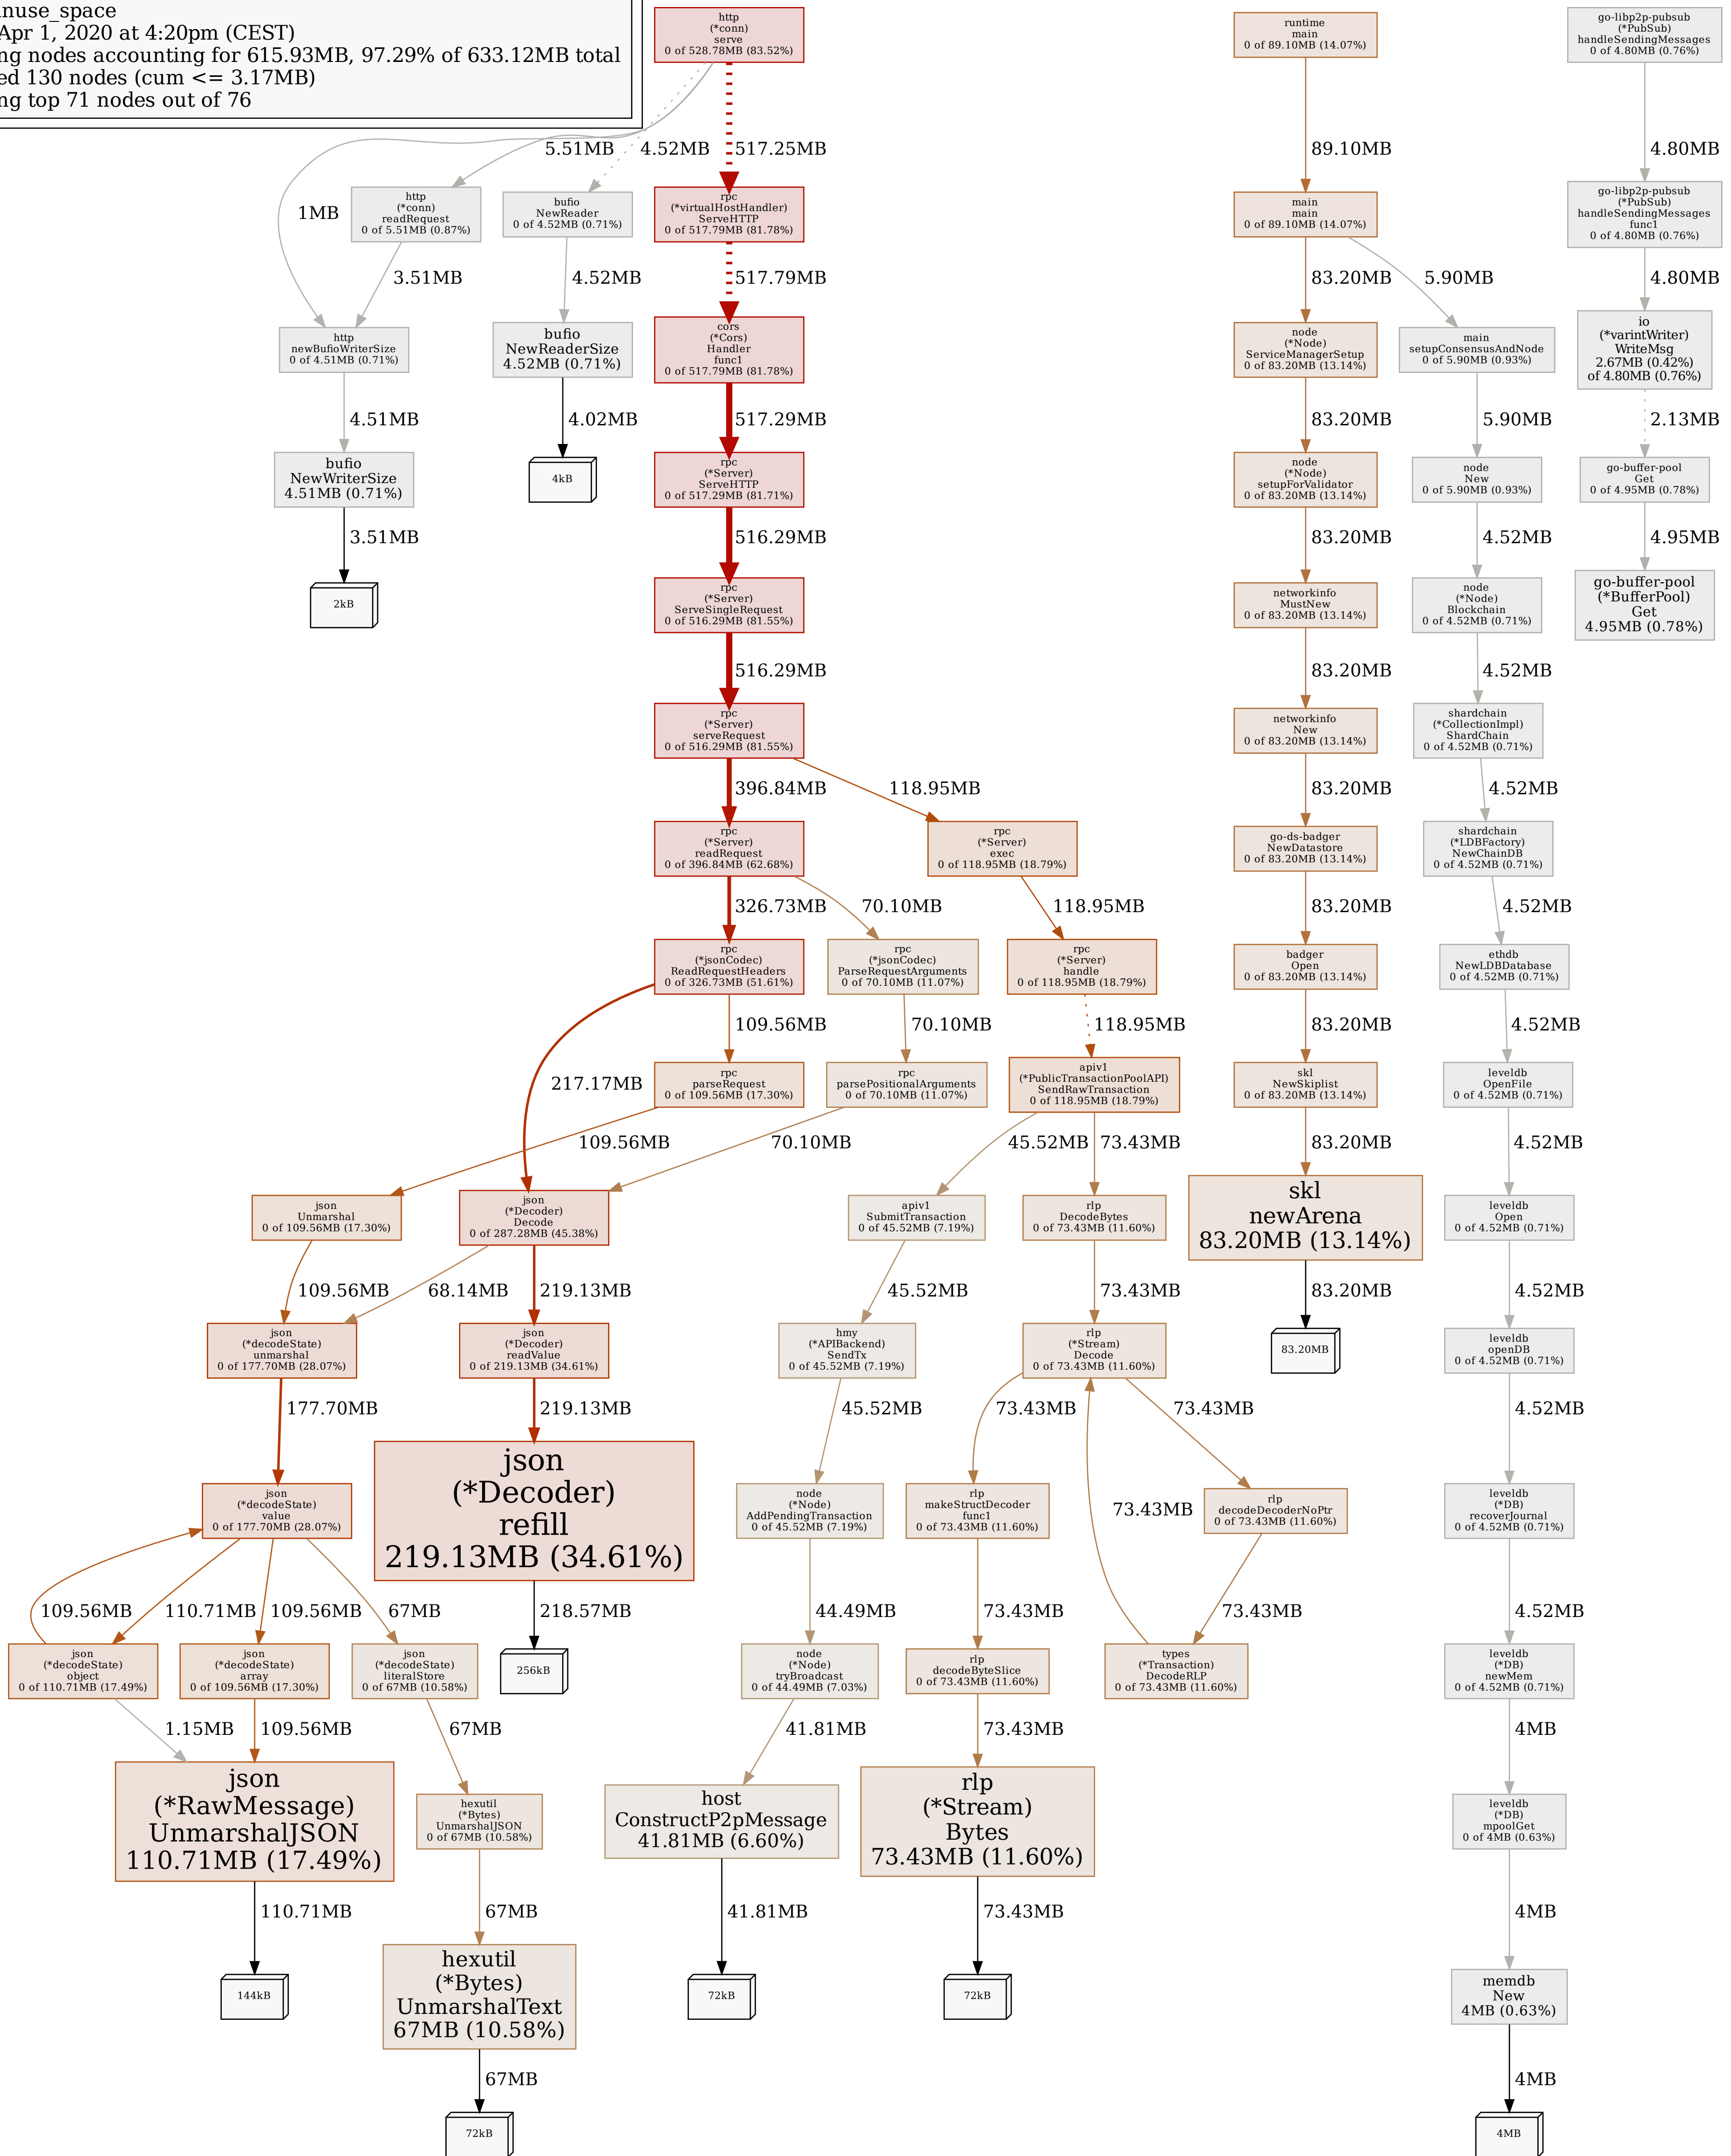 nuse_space
Apr 1, 2020 at 4:20pm (CEST)
ng nodes accounting for 615.93MB, 97.29% of 633.12MB total
ed 130 nodes (cum <= 3.17MB)
ng top 71 nodes out of 76
http
(*conn)
serve
0 of 528.78MB (83.52%)
runtime
main
0 of 89.10MB (14.07%)
go-libp2p-pubsub
(*PubSub)
handleSendingMessages
0 of 4.80MB (0.76%)
5.51MB
4.52MB
517.25MB
89.10MB
4.80MB
1MB
http
(*conn)
readRequest
0 of 5.51MB (0.87%)
bufio
NewReader
0 of 4.52MB (0.71%)
rpc
(*virtualHostHandler)
ServeHTTP
0 of 517.79MB (81.78%)
main
main
0 of 89.10MB (14.07%)
go-libp2p-pubsub
(*PubSub)
handleSendingMessages
func1
0 of 4.80MB (0.76%)
3.51MB
4.52MB
517.79MB
83.20MB
5.90MB
4.80MB
http
newBufioWriterSize
0 of 4.51MB (0.71%)
bufio
NewReaderSize
4.52MB (0.71%)
cors
(*Cors)
Handler
func1
0 of 517.79MB (81.78%)
node
(*Node)
ServiceManagerSetup
0 of 83.20MB (13.14%)
main
setupConsensusAndNode
0 of 5.90MB (0.93%)
io
(*varintWriter)
WriteMsg
2.67MB (0.42%)
of 4.80MB (0.76%)
4.51MB
4.02MB
517.29MB
83.20MB
5.90MB
2.13MB
bufio
NewWriterSize
4.51MB (0.71%)
4kB
rpc
(*Server)
ServeHTTP
0 of 517.29MB (81.71%)
node
(*Node)
setupForValidator
0 of 83.20MB (13.14%)
node
New
0 of 5.90MB (0.93%)
go-buffer-pool
Get
0 of 4.95MB (0.78%)
3.51MB
516.29MB
83.20MB
4.52MB
4.95MB
2kB
rpc
(*Server)
ServeSingleRequest
0 of 516.29MB (81.55%)
networkinfo
MustNew
0 of 83.20MB (13.14%)
node
(*Node)
Blockchain
0 of 4.52MB (0.71%)
go-buffer-pool
(*BufferPool)
Get
4.95MB (0.78%)
516.29MB
83.20MB
4.52MB
rpc
(*Server)
serveRequest
0 of 516.29MB (81.55%)
networkinfo
New
0 of 83.20MB (13.14%)
shardchain
(*CollectionImpl)
ShardChain
0 of 4.52MB (0.71%)
396.84MB
118.95MB
83.20MB
4.52MB
rpc
(*Server)
readRequest
0 of 396.84MB (62.68%)
rpc
(*Server)
exec
0 of 118.95MB (18.79%)
go-ds-badger
NewDatastore
0 of 83.20MB (13.14%)
shardchain
(*LDBFactory)
NewChainDB
0 of 4.52MB (0.71%)
326.73MB
70.10MB
118.95MB
83.20MB
4.52MB
rpc
(*jsonCodec)
ReadRequestHeaders
0 of 326.73MB (51.61%)
rpc
(*jsonCodec)
ParseRequestArguments
0 of 70.10MB (11.07%)
rpc
(*Server)
handle
0 of 118.95MB (18.79%)
badger
Open
0 of 83.20MB (13.14%)
ethdb
NewLDBDatabase
0 of 4.52MB (0.71%)
217.17MB
109.56MB
70.10MB
118.95MB
83.20MB
4.52MB
rpc
parseRequest
0 of 109.56MB (17.30%)
rpc
parsePositionalArguments
0 of 70.10MB (11.07%)
apiv1
(*PublicTransactionPoolAPI)
SendRawTransaction
0 of 118.95MB (18.79%)
skl
NewSkiplist
0 of 83.20MB (13.14%)
leveldb
OpenFile
0 of 4.52MB (0.71%)
109.56MB
70.10MB
45.52MB
73.43MB
83.20MB
4.52MB
json
Unmarshal
0 of 109.56MB (17.30%)
json
(*Decoder)
Decode
0 of 287.28MB (45.38%)
apiv1
SubmitTransaction
0 of 45.52MB (7.19%)
rlp
DecodeBytes
0 of 73.43MB (11.60%)
skl
newArena
83.20MB (13.14%)
leveldb
Open
0 of 4.52MB (0.71%)
109.56MB
68.14MB
219.13MB
45.52MB
73.43MB
83.20MB
4.52MB
json
(*decodeState)
unmarshal
0 of 177.70MB (28.07%)
json
(*Decoder)
readValue
0 of 219.13MB (34.61%)
hmy
(*APIBackend)
SendTx
0 of 45.52MB (7.19%)
rlp
(*Stream)
Decode
0 of 73.43MB (11.60%)
83.20MB
leveldb
openDB
0 of 4.52MB (0.71%)
177.70MB
219.13MB
45.52MB
73.43MB
73.43MB
4.52MB
json
(*decodeState)
value
0 of 177.70MB (28.07%)
json
(*Decoder)
refill
219.13MB (34.61%)
node
(*Node)
AddPendingTransaction
0 of 45.52MB (7.19%)
rlp
makeStructDecoder
func1
0 of 73.43MB (11.60%)
73.43MB
rlp
decodeDecoderNoPtr
0 of 73.43MB (11.60%)
leveldb
(*DB)
recoverJournal
0 of 4.52MB (0.71%)
109.56MB
110.71MB
109.56MB
67MB
218.57MB
44.49MB
73.43MB
73.43MB
4.52MB
json
(*decodeState)
object
0 of 110.71MB (17.49%)
json
(*decodeState)
array
0 of 109.56MB (17.30%)
json
(*decodeState)
literalStore
0 of 67MB (10.58%)
256kB
node
(*Node)
tryBroadcast
0 of 44.49MB (7.03%)
rlp
decodeByteSlice
0 of 73.43MB (11.60%)
types
(*Transaction)
DecodeRLP
0 of 73.43MB (11.60%)
leveldb
(*DB)
newMem
0 of 4.52MB (0.71%)
1.15MB
109.56MB
67MB
41.81MB
73.43MB
4MB
json
(*RawMessage)
UnmarshalJSON
110.71MB (17.49%)
hexutil
(*Bytes)
UnmarshalJSON
0 of 67MB (10.58%)
host
ConstructP2pMessage
41.81MB (6.60%)
rlp
(*Stream)
Bytes
73.43MB (11.60%)
leveldb
(*DB)
mpoolGet
0 of 4MB (0.63%)
110.71MB
67MB
41.81MB
73.43MB
4MB
144kB
hexutil
(*Bytes)
UnmarshalText
67MB (10.58%)
72kB
72kB
memdb
New
4MB (0.63%)
67MB
4MB
72kB
4MB